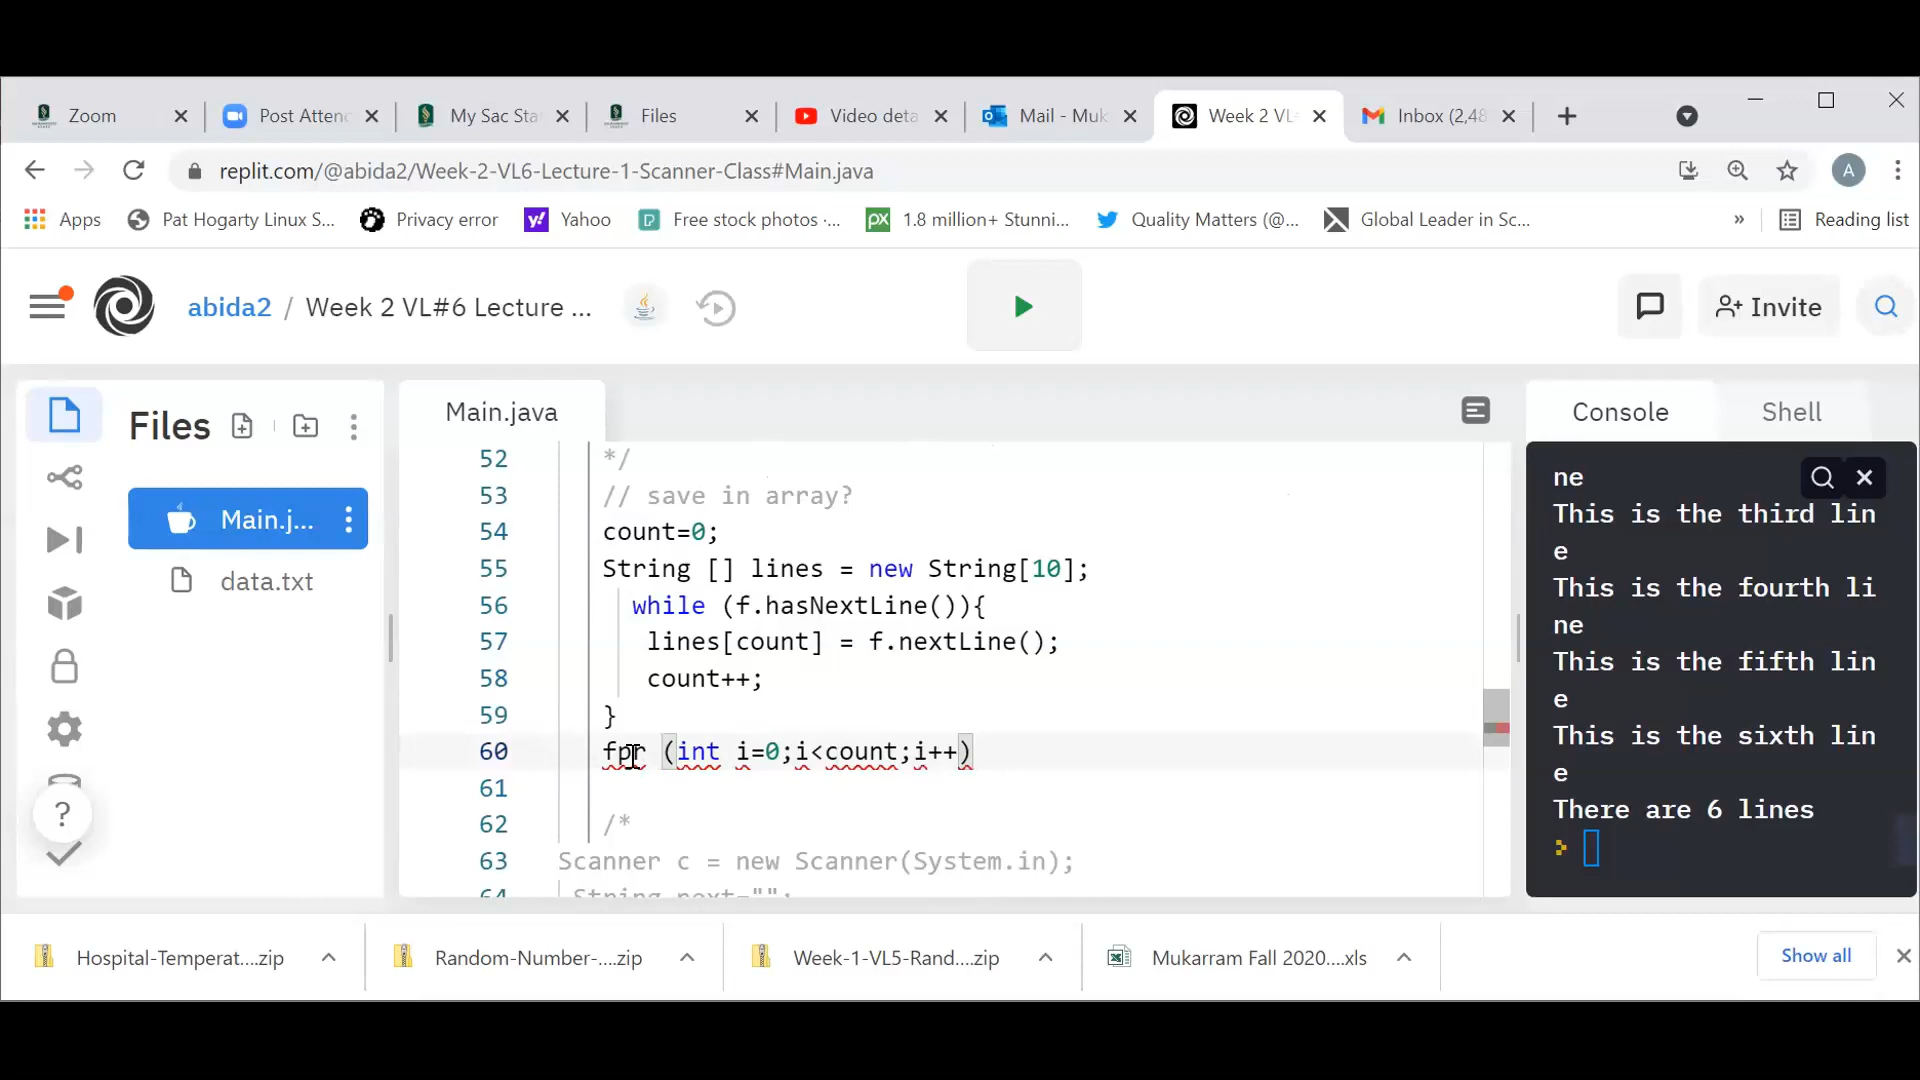 Zoom
Post Attenc
My Sac Sta
Files
Video deta
Mail - Muk
Week 2 VL
Inbox (2,48
replit.com/@abida2/Week-2-VL6-Lecture-1-Scanner-Class#Main.java
A
Apps
Pat Hogarty Linux S...
Privacy error
Yahoo
Free stock photos ·...
px
1.8 million+ Stunni...
Quality Matters (@...
Global Leader in Sc...
»
Reading list
abida2 / Week 2 VL#6 Lecture ...
Invite
Files
Main.j...
data.txt
?
Main.java
52 */
53 // save in array?
54 count=0;
55 String [] lines = new String[10];
56 while (f.hasNextLine()){
57 lines[count] = f.nextLine();
58 count++;
59 }
60 fpr (int i=0;i<count;i++)
61
62 /*
63 Scanner c = new Scanner(System.in);
64 String next="";
Console
Shell
ne
This is the third lin
e
This is the fourth li
ne
This is the fifth lin
e
This is the sixth lin
e
There are 6 lines
Hospital-Temperat....zip
Random-Number-....zip
Week-1-VL5-Rand....zip
Mukarram Fall 2020....xls
Show all